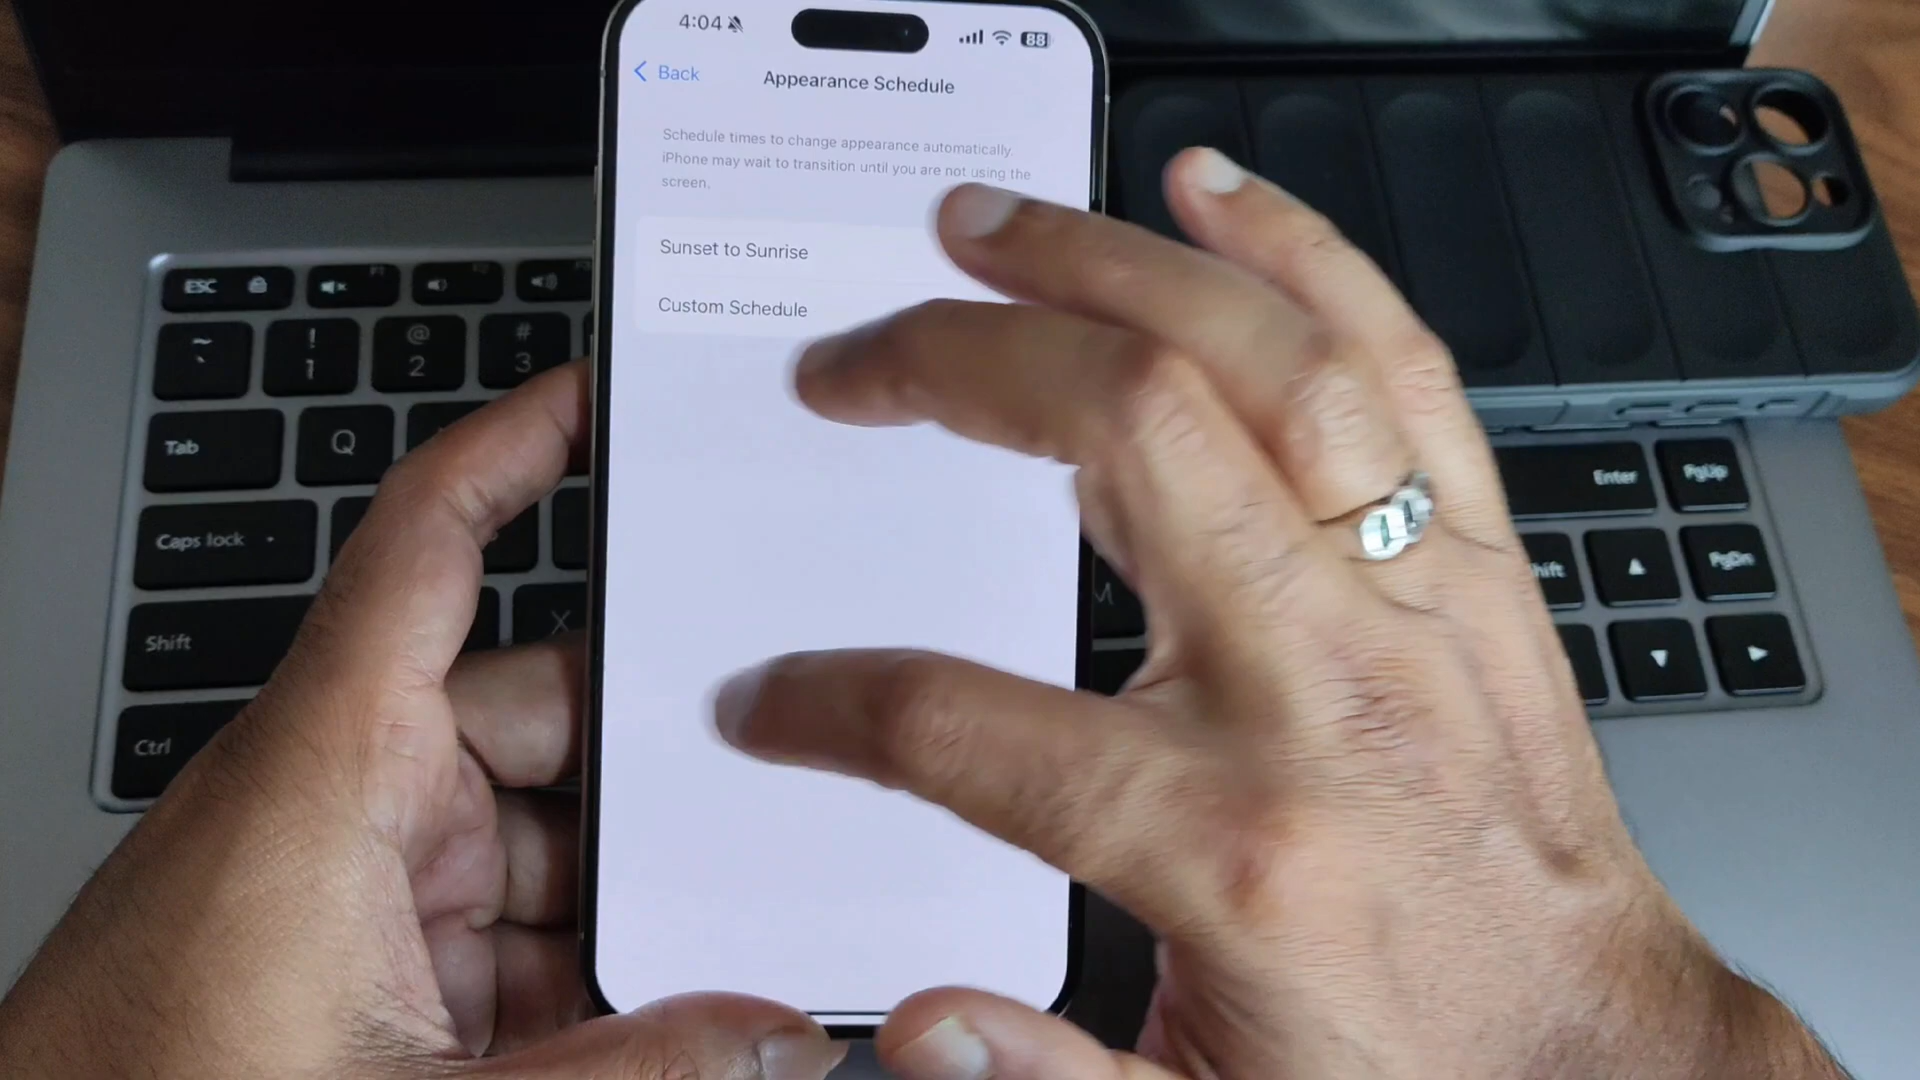 4:04
88
Back
Appearance Schedule
Schedule times to change appearance automatically.
iPhone may wait to transition until you are not using the
screen.
Sunset to Sunrise
Custom Schedule
ESC
~
`
!
1
@
2
#
3
Tab
Q
Caps lock
Shift
X
M
Ctrl
Enter
PgUp
hift
PgDn